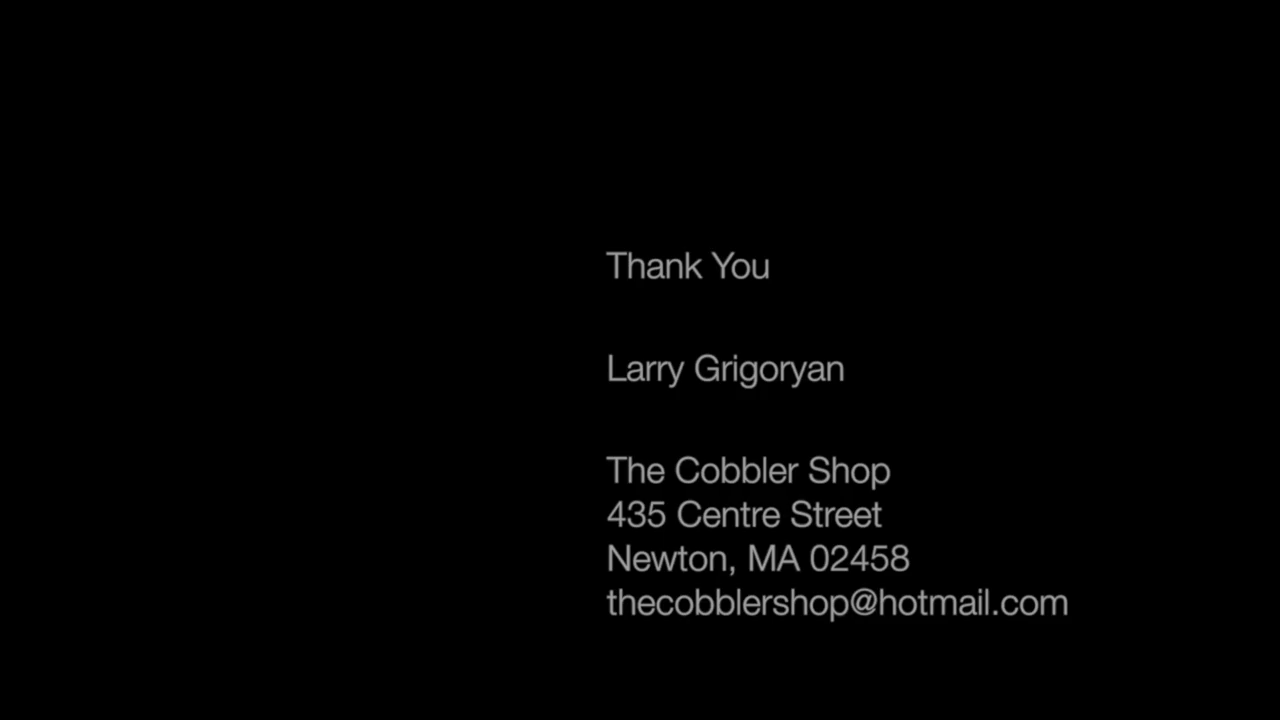 Thank You
Larry Grigoryan
The Cobbler Shop
435 Centre Street
Newton, MA 02458
thecobblershop@hotmail.com